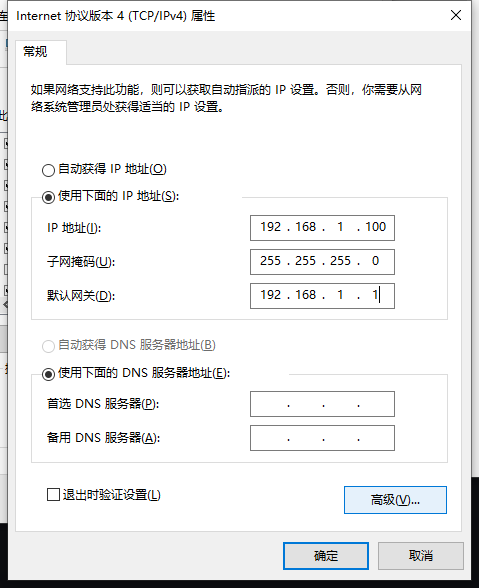 Internet 协议版本 4 (TCP/IPv4) 属性
常规
如果网络支持此功能，则可以获取自动指派的 IP 设置。否则，你需要从网
络系统管理员处获得适当的 IP 设置。
自动获得 IP 地址(O)
使用下面的 IP 地址(S):
IP 地址(I): 192 . 168 . 1 . 100
子网掩码(U): 255 . 255 . 255 . 0
默认网关(D): 192 . 168 . 1 . 1
自动获得 DNS 服务器地址(B)
使用下面的 DNS 服务器地址(E):
首选 DNS 服务器(P): . . .
备用 DNS 服务器(A): . . .
退出时验证设置(L)
高级(V)...
确定 取消